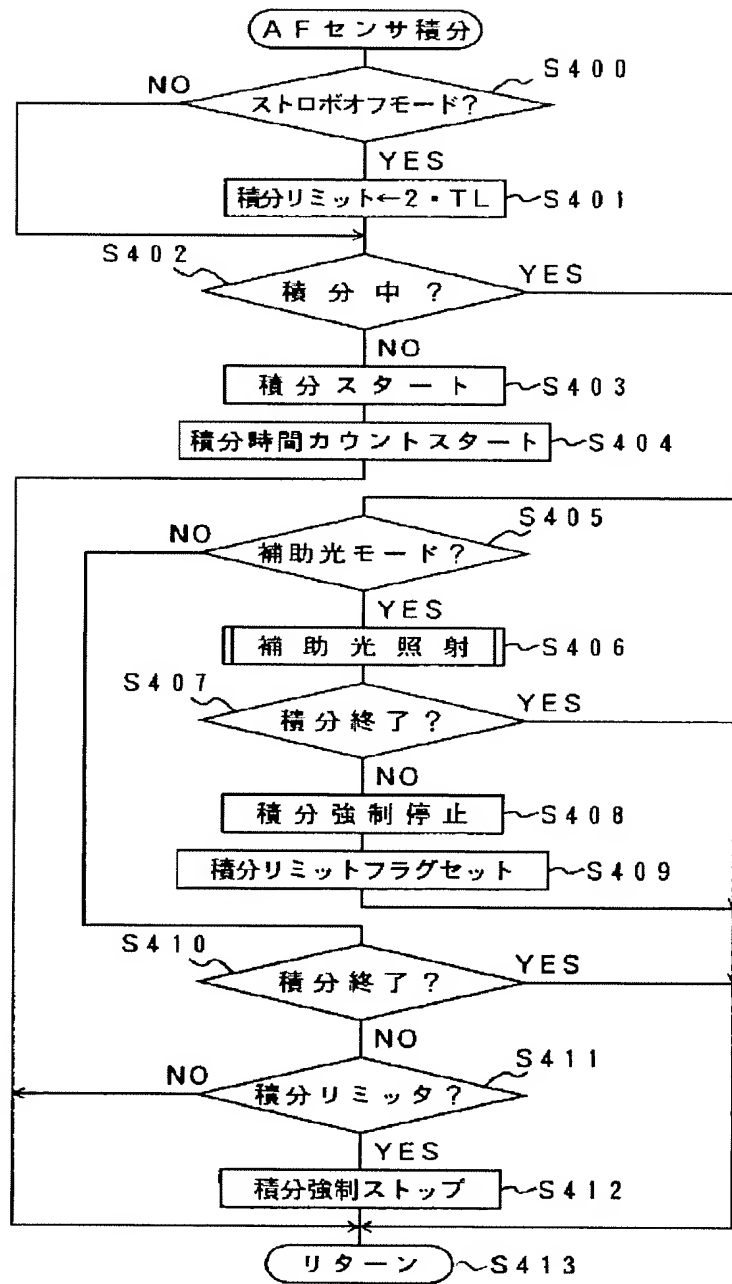 AFセンサ積分
S400
NO
ストロボオフモード？
YES
積分リミット←2・TL
S401
S402
積分中？
YES
NO
積分スタート
S403
積分時間カウントスタート
S404
S405
NO
補助光モード？
YES
補助光照射
S406
S407
積分終了？
YES
NO
積分強制停止
S408
積分リミットフラグセット
S409
S410
積分終了？
YES
NO
S411
NO
積分リミッタ？
YES
積分強制ストップ
S412
リターン
S413